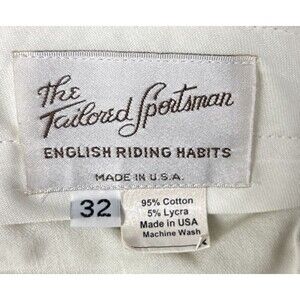 The
Tailored Sportsman
ENGLISH RIDING HABITS
MADE IN U.S.A.
32
95% Cotton
5% Lycra
Made in USA
Machine Wash